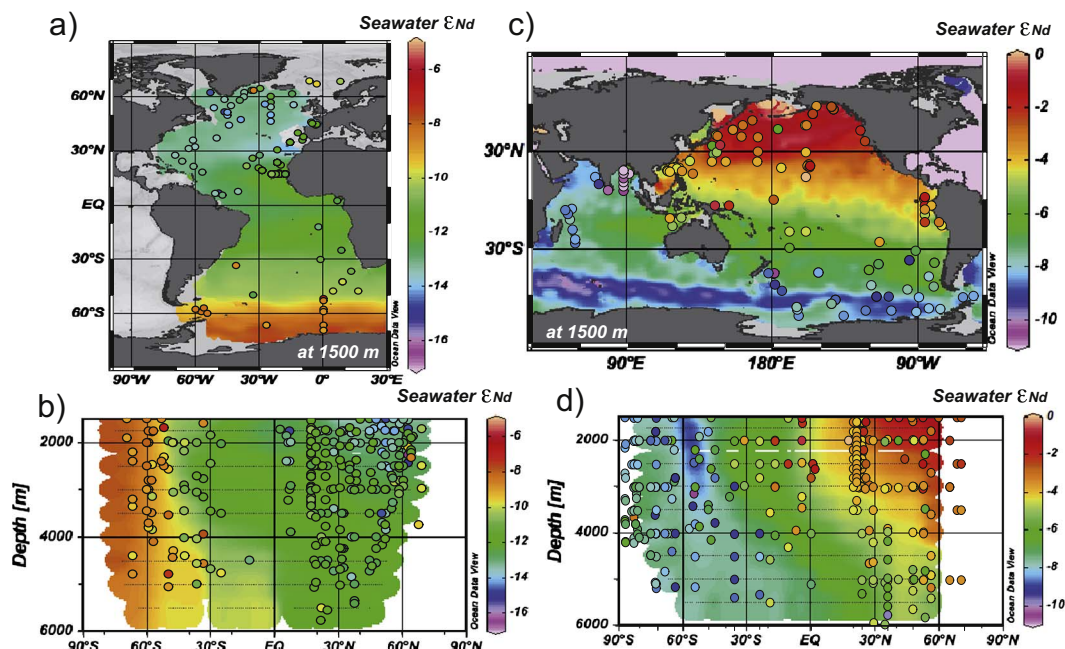 a)
Seawater εNd
60°N
30°N
EQ
30°S
60°S
90°W 60°W 30°W 0° 30°E
at 1500 m
Ocean Data View
-6
-8
-10
-12
-14
-16
c)
Seawater εNd
30°N
30°S
90°E 180°E 90°W
at 1500 m
Ocean Data View
0
-2
-4
-6
-8
-10
b)
Seawater εNd
Depth [m]
2000
4000
6000
90°S 60°S 30°S EQ 30°N 60°N 90°N
Ocean Data View
-6
-8
-10
-12
-14
-16
d)
Seawater εNd
Depth [m]
2000
4000
6000
90°S 60°S 30°S EQ 30°N 60°N 90°N
Ocean Data View
0
-2
-4
-6
-8
-10